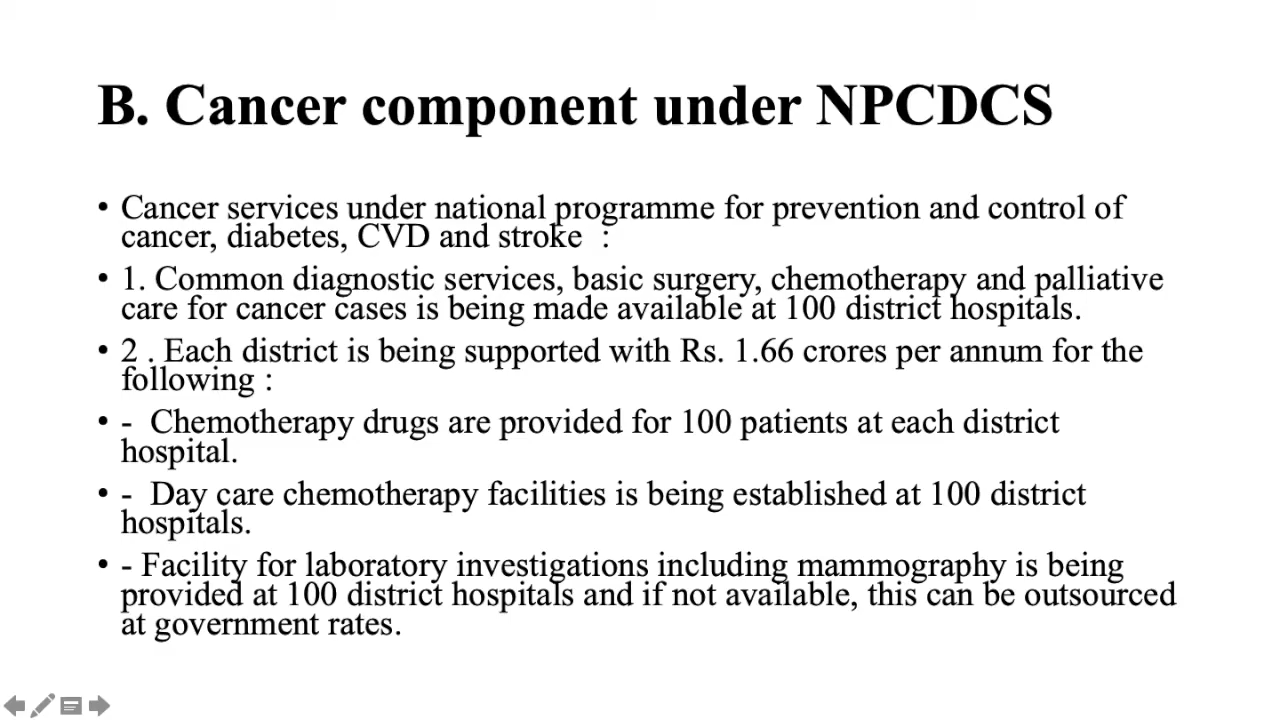 B. Cancer component under NPCDCS
• Cancer services under national programme for prevention and control of
cancer, diabetes, CVD and stroke :
• 1. Common diagnostic services, basic surgery, chemotherapy and palliative
care for cancer cases is being made available at 100 district hospitals.
• 2 . Each district is being supported with Rs. 1.66 crores per annum for the
following :
• - Chemotherapy drugs are provided for 100 patients at each district
hospital.
• - Day care chemotherapy facilities is being established at 100 district
hospitals.
• - Facility for laboratory investigations including mammography is being
provided at 100 district hospitals and if not available, this can be outsourced
at government rates.